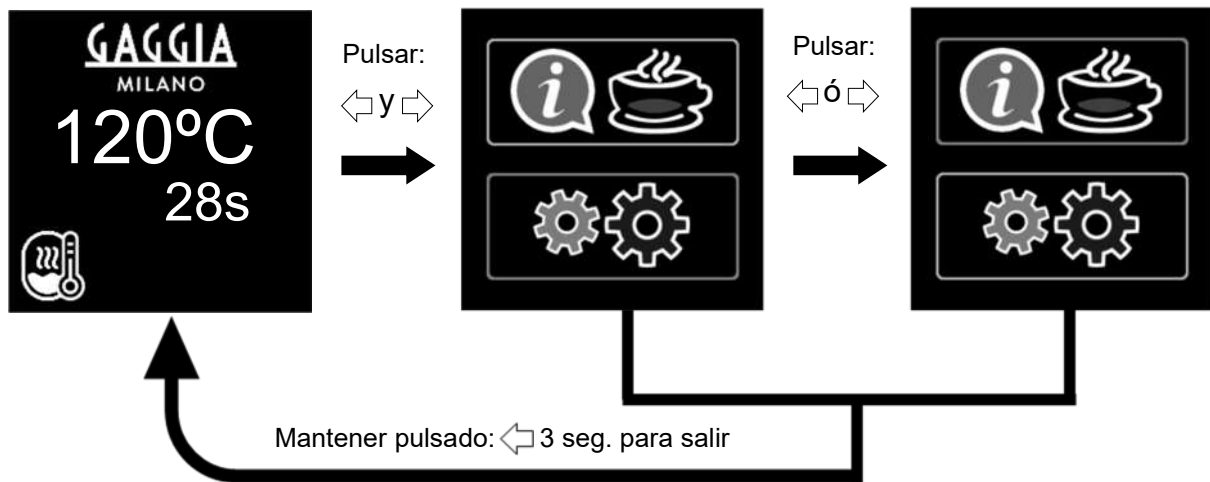 GAGGIA
MILANO
120ºC
28s
Pulsar:
y
Pulsar:
ó
Mantener pulsado: 3 seg. para salir